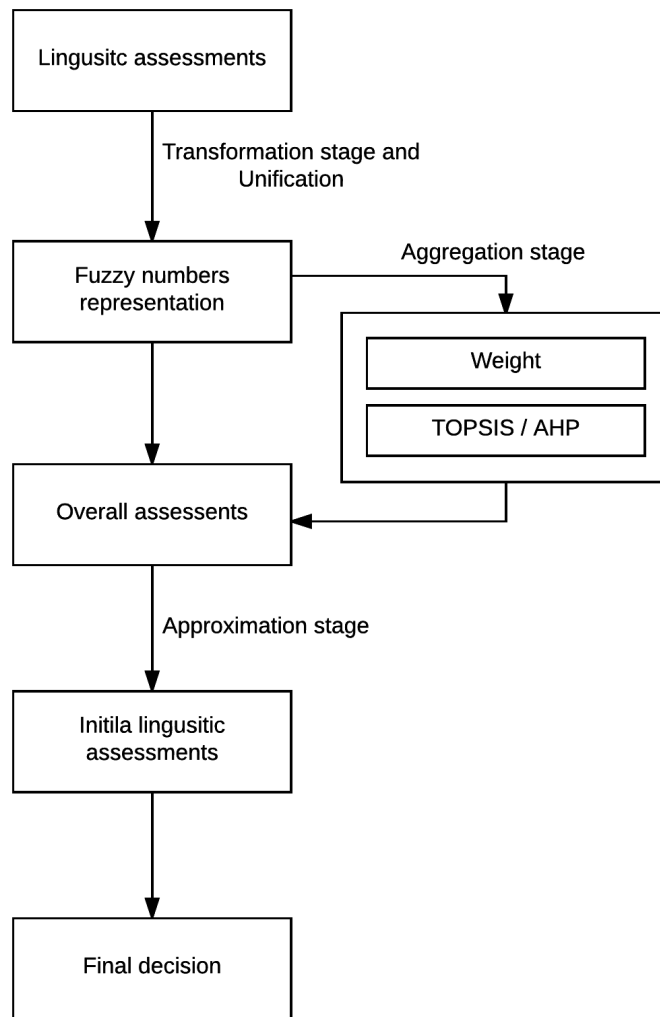 Lingusitc assessments
Transformation stage and
Unification
Aggregation stage
Fuzzy numbers
representation
Weight
TOPSIS / AHP
Overall assessents
Approximation stage
Initila lingusitic
assessments
Final decision